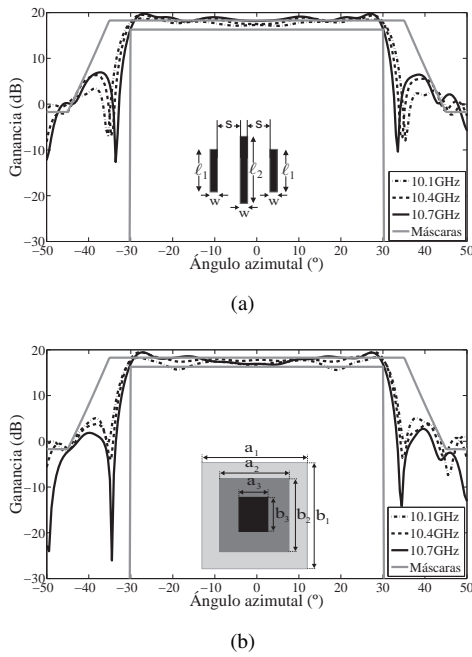 20
10
0
−10
−20
−30
Ganancia (dB)
s s
ℓ1 ℓ2 ℓ1
w w
w
10.1GHz
10.4GHz
10.7GHz
Máscaras
−50 −40 −30 −20 −10 0 10 20 30 40 50
Ángulo azimutal (º)
(a)
20
10
0
−10
−20
−30
Ganancia (dB)
a1
a2
a3
b3 b2 b1
10.1GHz
10.4GHz
10.7GHz
Máscaras
−50 −40 −30 −20 −10 0 10 20 30 40 50
Ángulo azimutal (º)
(b)